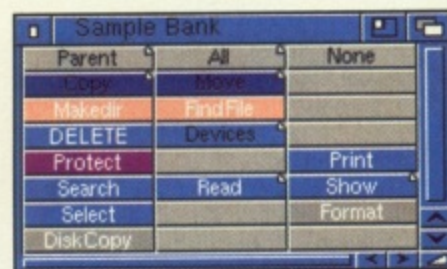 Sample Bank
Parent All None
Copy Move
Makedir FindFile
DELETE Devices
Protect Print
Search Read Show
Select Format
DiskCopy